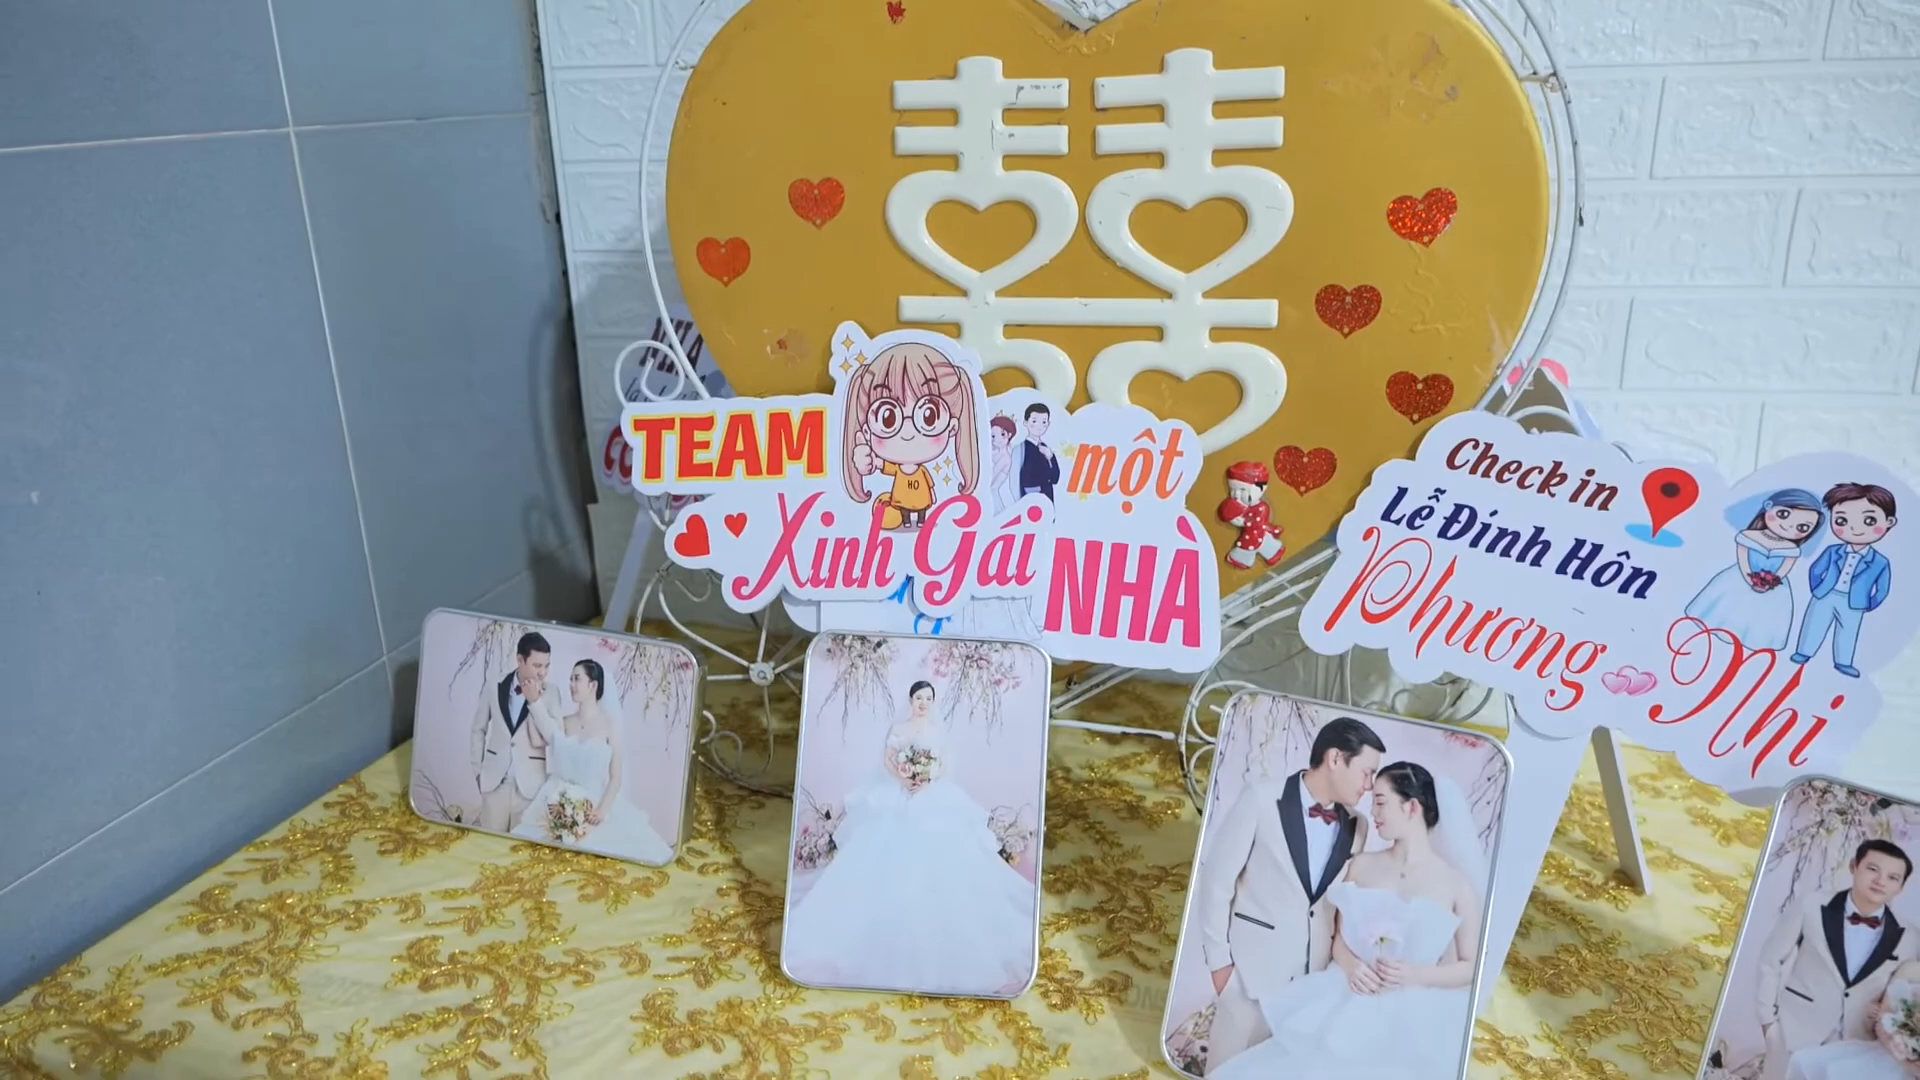 囍
TEAM
Xinh Gái
HO
một
NHÀ
Check in
Lễ Đính Hôn
Phương Nhi